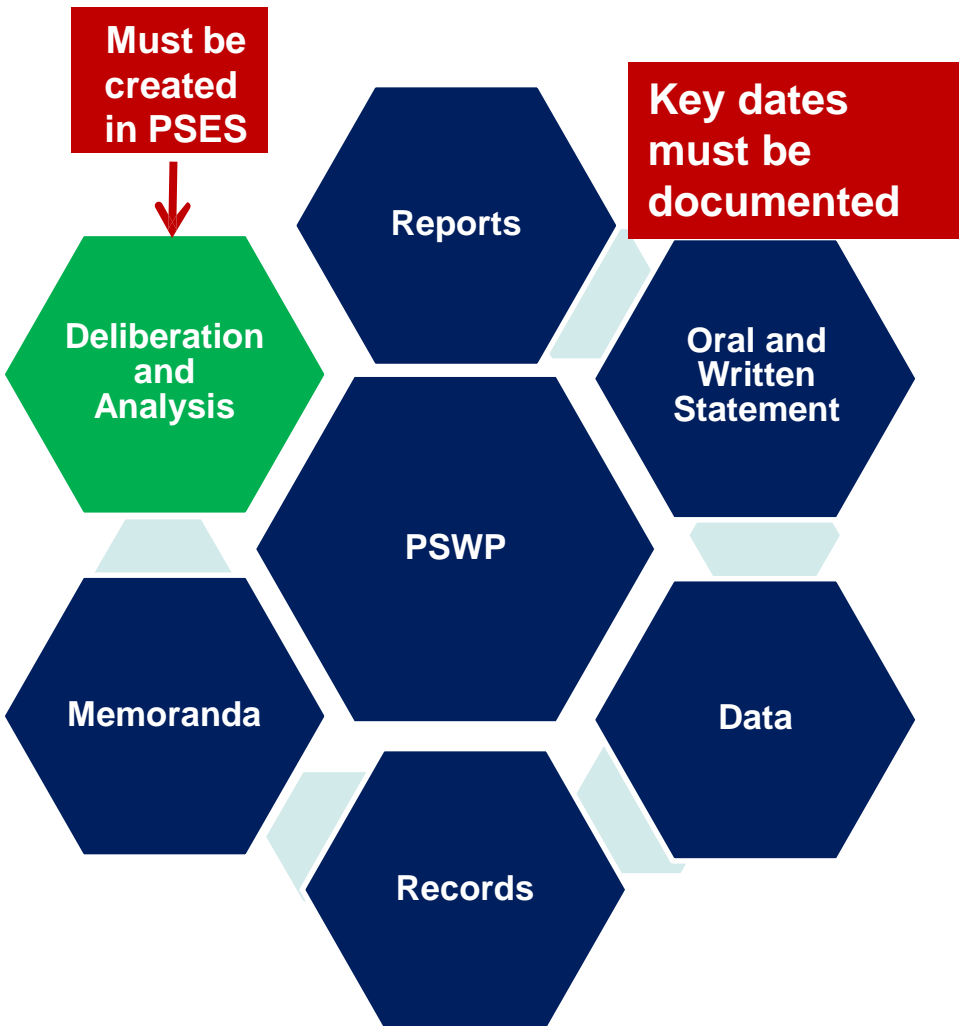 Must be
created
in PSES
Key dates
must be
documented
Reports
Deliberation
and
Analysis
Oral and
Written
Statement
PSWP
Memoranda
Data
Records